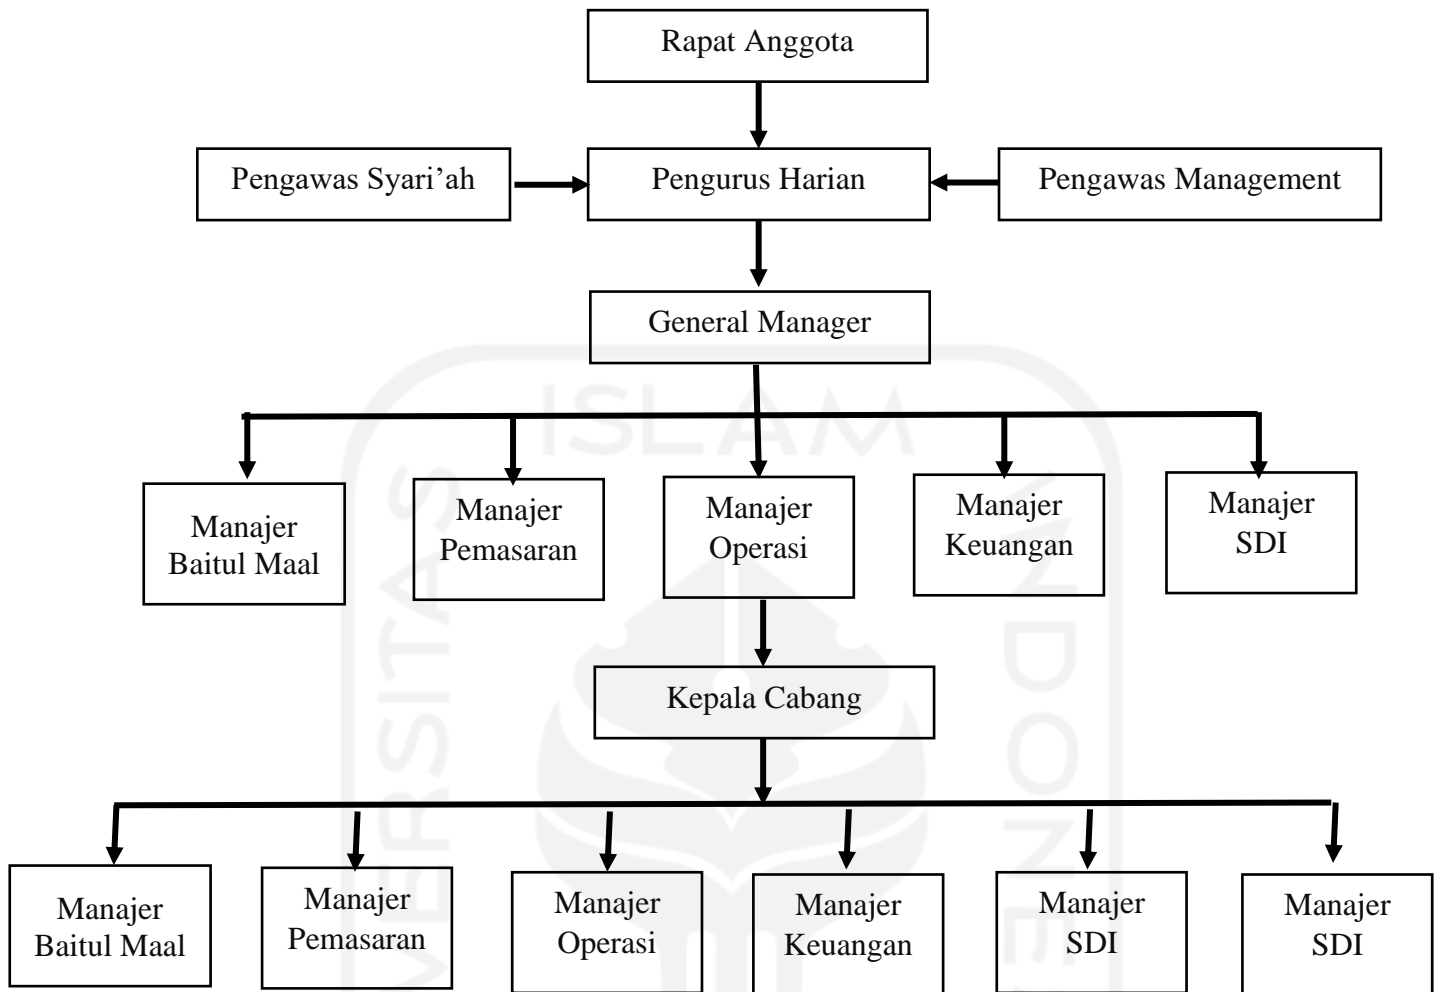 Rapat Anggota
Pengawas Syari’ah
Pengurus Harian
Pengawas Management
General Manager
ISLAM
Manajer
Baitul Maal
Manajer
Pemasaran
Manajer
Operasi
Manajer
Keuangan
Manajer
SDI
Kepala Cabang
Manajer
Baitul Maal
Manajer
Pemasaran
Manajer
Operasi
Manajer
Keuangan
Manajer
SDI
Manajer
SDI